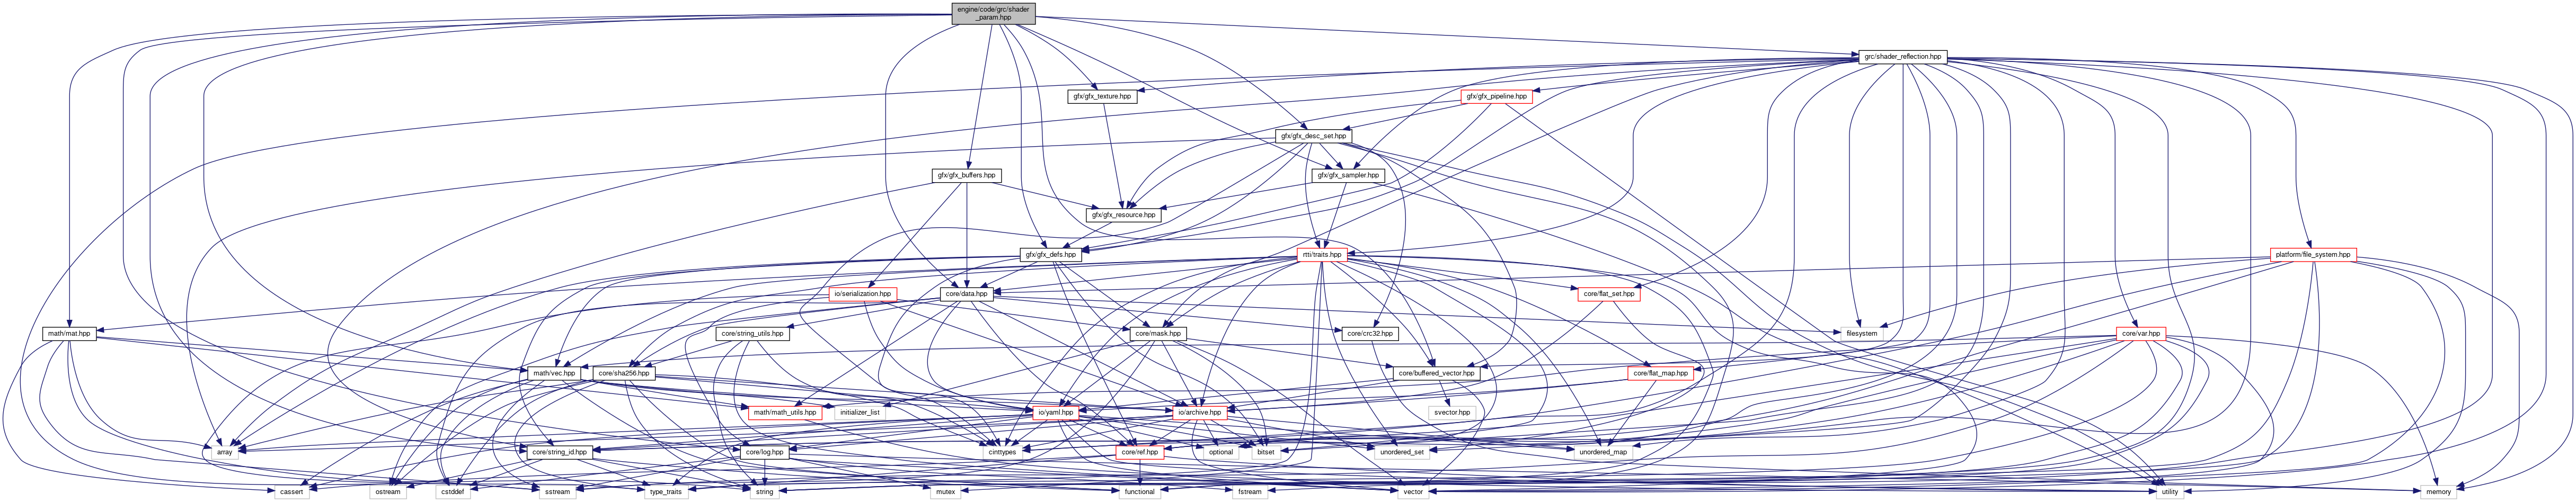 engine/code/grc/shader
_param.hpp
grc/shader_reflection.hpp
gfx/gfx_texture.hpp
gfx/gfx_pipeline.hpp
gfx/gfx_desc_set.hpp
gfx/gfx_buffers.hpp
gfx/gfx_sampler.hpp
gfx/gfx_resource.hpp
gfx/gfx_defs.hpp
rtti/traits.hpp
platform/file_system.hpp
io/serialization.hpp
core/data.hpp
core/flat_set.hpp
math/mat.hpp
core/string_utils.hpp
core/mask.hpp
core/crc32.hpp
filesystem
core/var.hpp
math/vec.hpp
core/sha256.hpp
core/buffered_vector.hpp
core/flat_map.hpp
math/math_utils.hpp
initializer_list
io/yaml.hpp
io/archive.hpp
svector.hpp
array
core/string_id.hpp
core/log.hpp
cinttypes
core/ref.hpp
optional
bitset
unordered_set
unordered_map
cassert
ostream
cstddef
sstream
type_traits
string
mutex
functional
fstream
vector
utility
memory